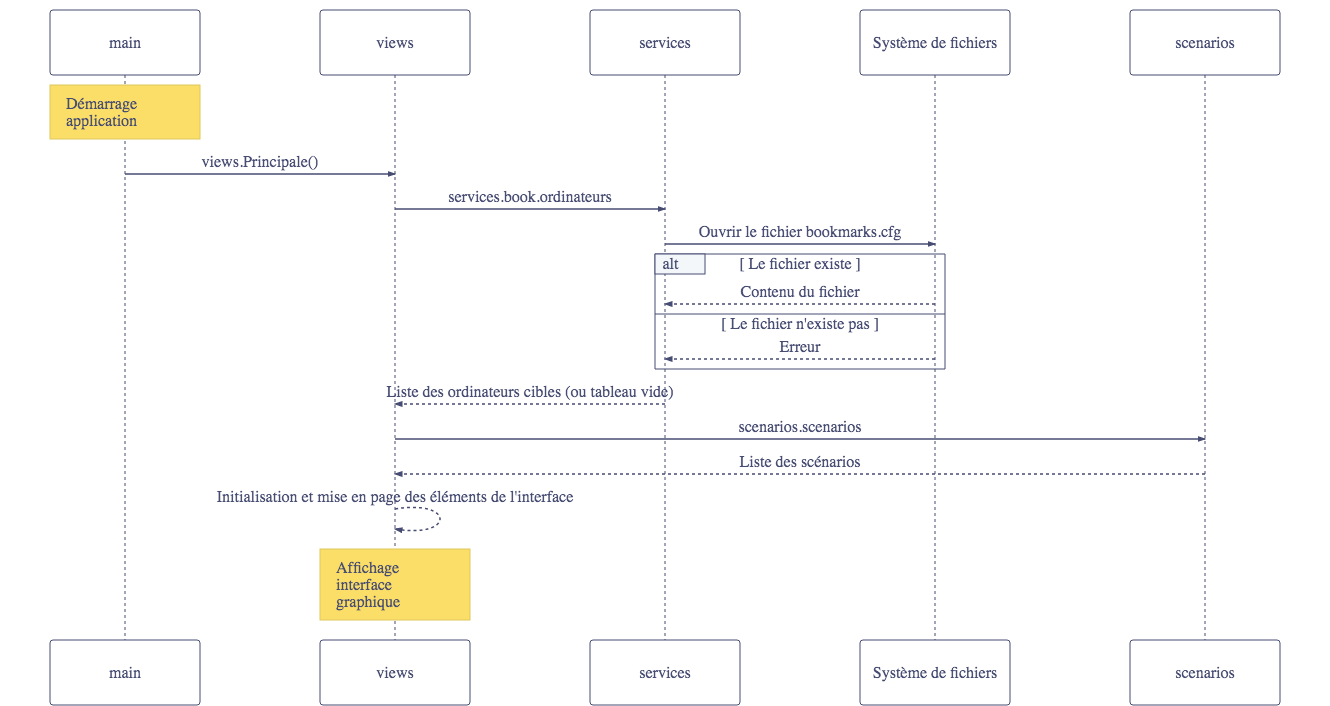 main
views
services
Système de fichiers
scenarios
Démarrage
application
views.Principale()
services.book.ordinateurs
Ouvrir le fichier bookmarks.cfg
alt
[ Le fichier existe ]
Contenu du fichier
[ Le fichier n'existe pas ]
Erreur
Liste des ordinateurs cibles (ou tableau vide)
scenarios.scenarios
Liste des scénarios
Initialisation et mise en page des éléments de l'interface
Affichage
interface
graphique
main
views
services
Système de fichiers
scenarios